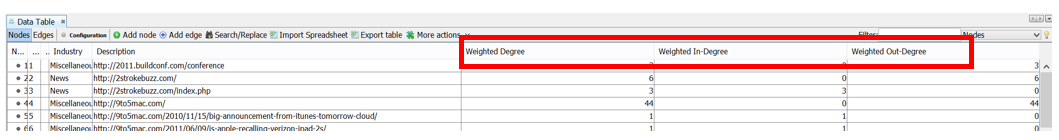 Data Table ×
Nodes Edges Configuration Add node Add edge Search/Replace Import Spreadsheet Export table More actions Filter: Nodes
N... ... .. Industry Description Weighted Degree Weighted In-Degree Weighted Out-Degree
11 Miscellaneou http://2011.buildconf.com/conference 3 0 3
22 News http://2strokebuzz.com/ 6 0 6
33 News http://2strokebuzz.com/index.php 3 3 0
44 Miscellaneou http://9to5mac.com/ 44 0 44
55 Miscellaneou http://9to5mac.com/2010/11/15/big-announcement-from-itunes-tomorrow-cloud/ 1 1 0
66 Miscellaneou http://9to5mac.com/2011/06/09/is-apple-recalling-verizon-ipad-2s/ 1 1 0